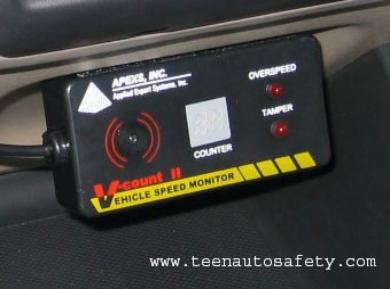 APEXS, INC.
Applied Expert Systems, Inc.
OVERSPEED
TAMPER
COUNTER
V-count II
VEHICLE SPEED MONITOR
www.teenautosafety.com